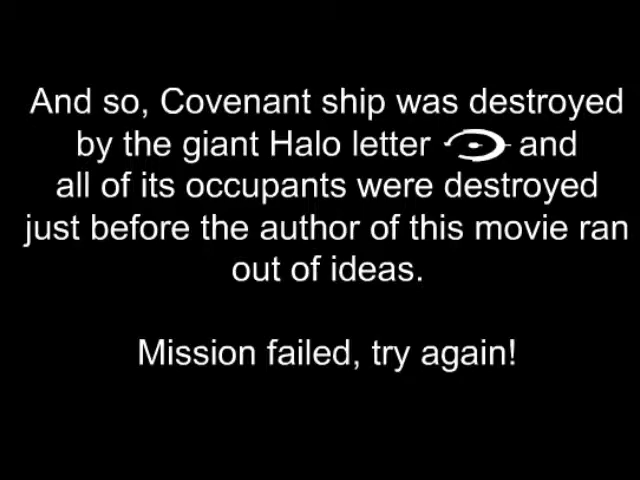 And so, Covenant ship was destroyed
by the giant Halo letter and
all of its occupants were destroyed
just before the author of this movie ran
out of ideas.
Mission failed, try again!